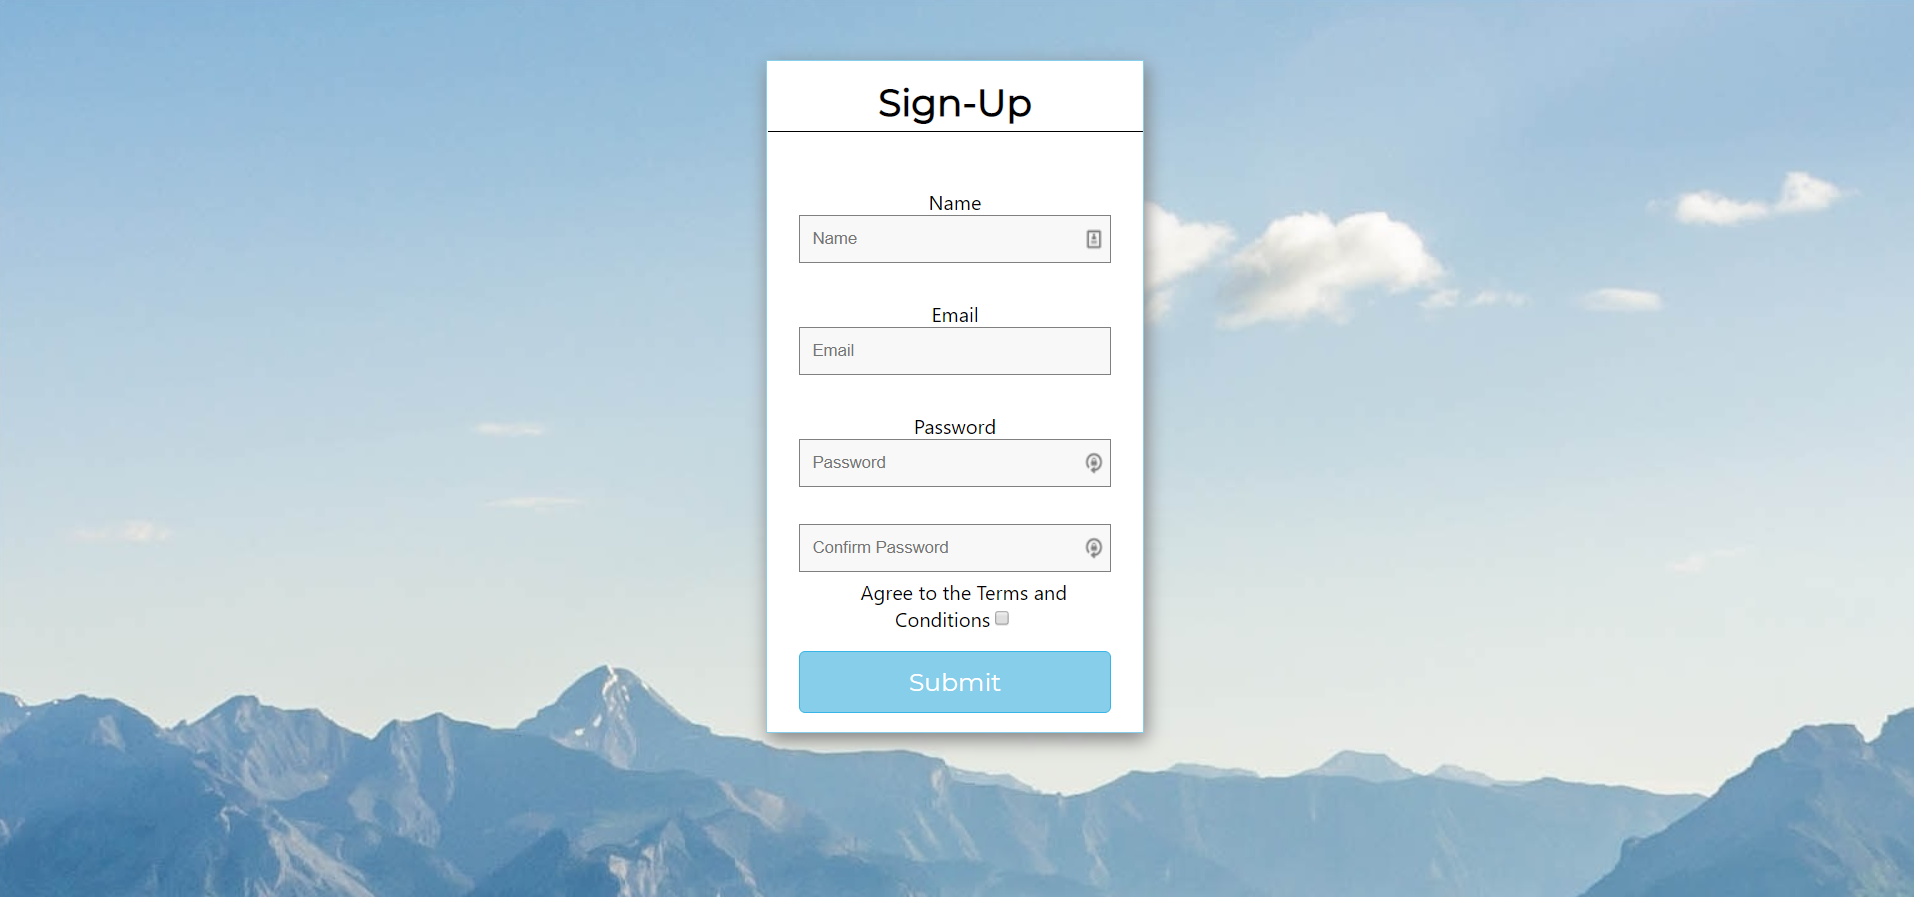 Sign-Up
Name
Name
Email
Email
Password
Password
Confirm Password
Agree to the Terms and
Conditions
Submit